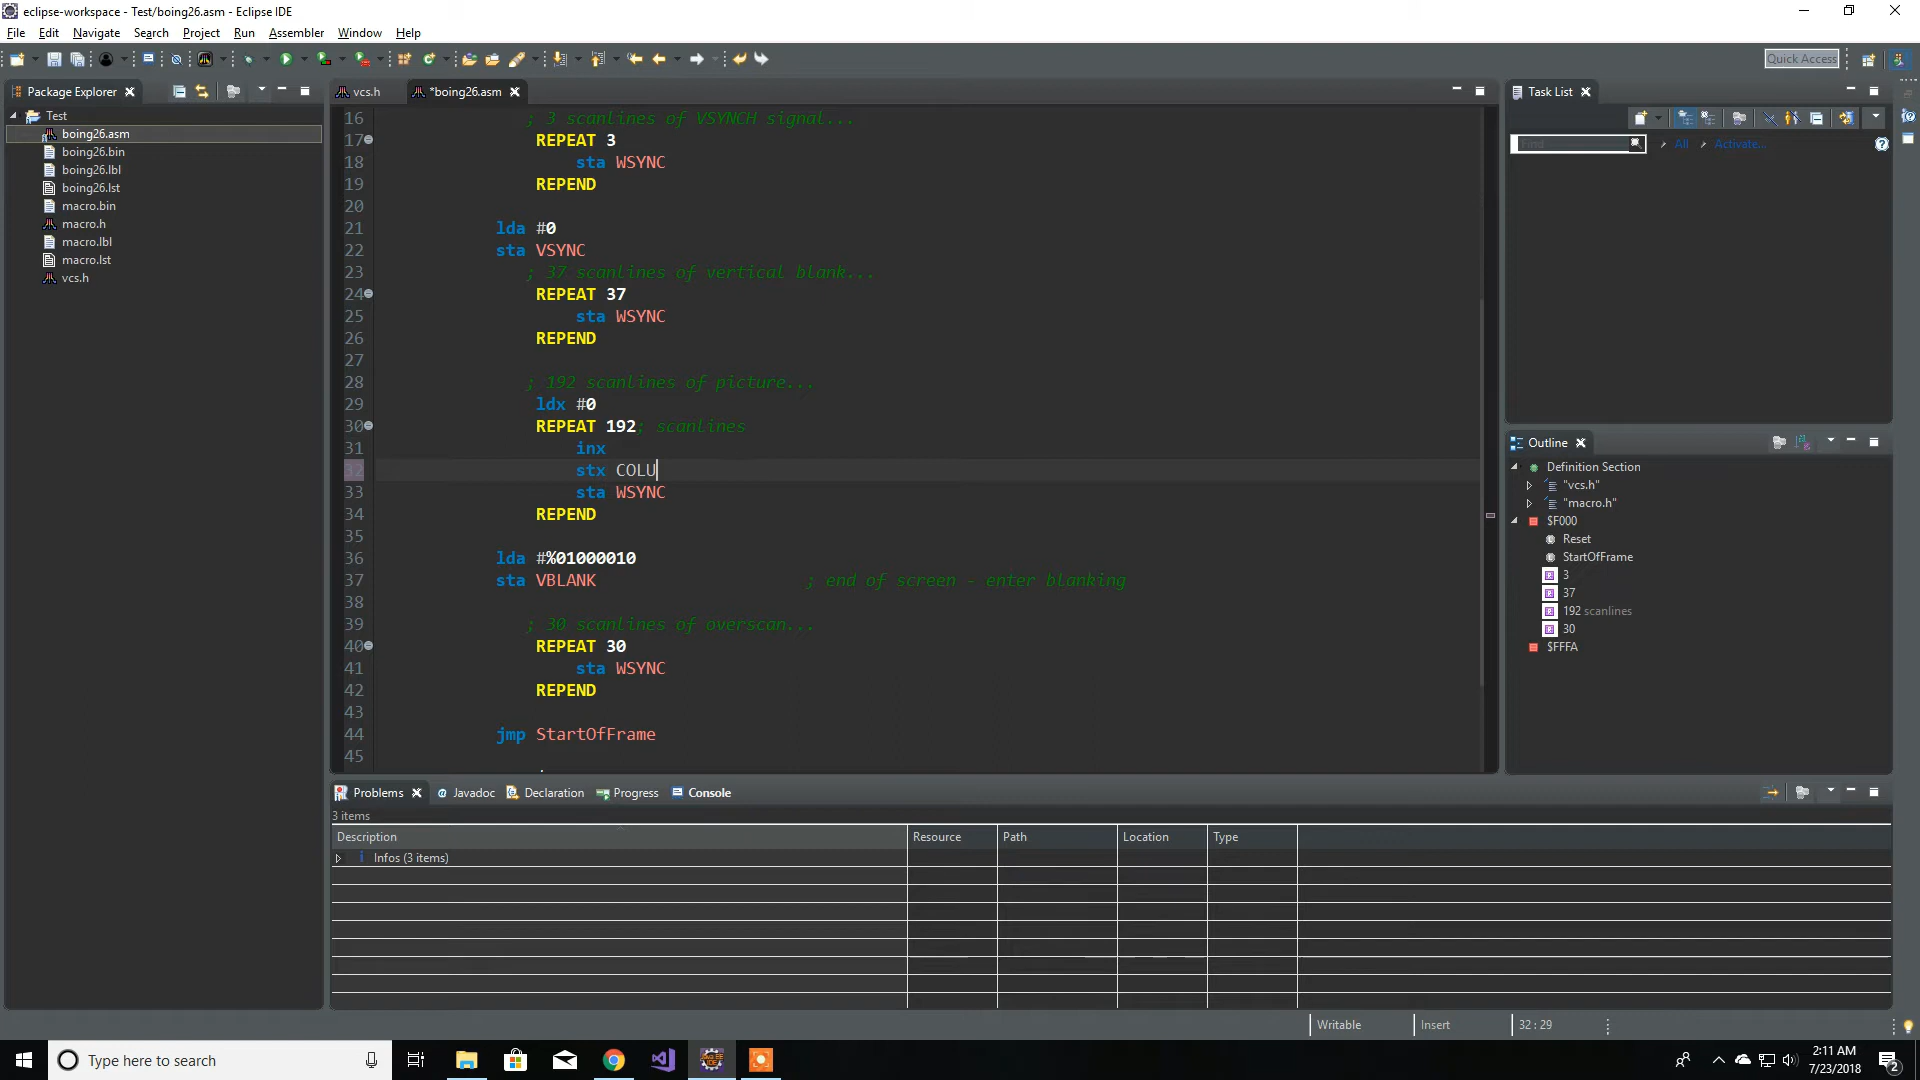 eclipse-workspace - Test/boing26.asm - Eclipse IDE
File Edit Navigate Search Project Run Assembler Window Help
Quick Access
Package Explorer
Test
boing26.asm
boing26.bin
boing26.lbl
boing26.lst
macro.bin
macro.h
macro.lbl
macro.lst
vcs.h
vcs.h *boing26.asm
16 ; 3 scanlines of VSYNCH signal...
17 REPEAT 3
18 sta WSYNC
19 REPEND
20
21 lda #0
22 sta VSYNC
23 ; 37 scanlines of vertical blank...
24 REPEAT 37
25 sta WSYNC
26 REPEND
27
28 ; 192 scanlines of picture...
29 ldx #0
30 REPEAT 192; scanlines
31 inx
32 stx COLU
33 sta WSYNC
34 REPEND
35
36 lda #%01000010
37 sta VBLANK ; end of screen - enter blanking
38
39 ; 30 scanlines of overscan...
40 REPEAT 30
41 sta WSYNC
42 REPEND
43
44 jmp StartOfFrame
45
Task List
Find All Activate...
Outline
Definition Section
"vcs.h"
"macro.h"
$F000
Reset
StartOfFrame
3
37
192 scanlines
30
$FFFA
Problems Javadoc Declaration Progress Console
3 items
Description Resource Path Location Type
Infos (3 items)
Writable Insert 32 : 29
Type here to search
2:11 AM
7/23/2018
2